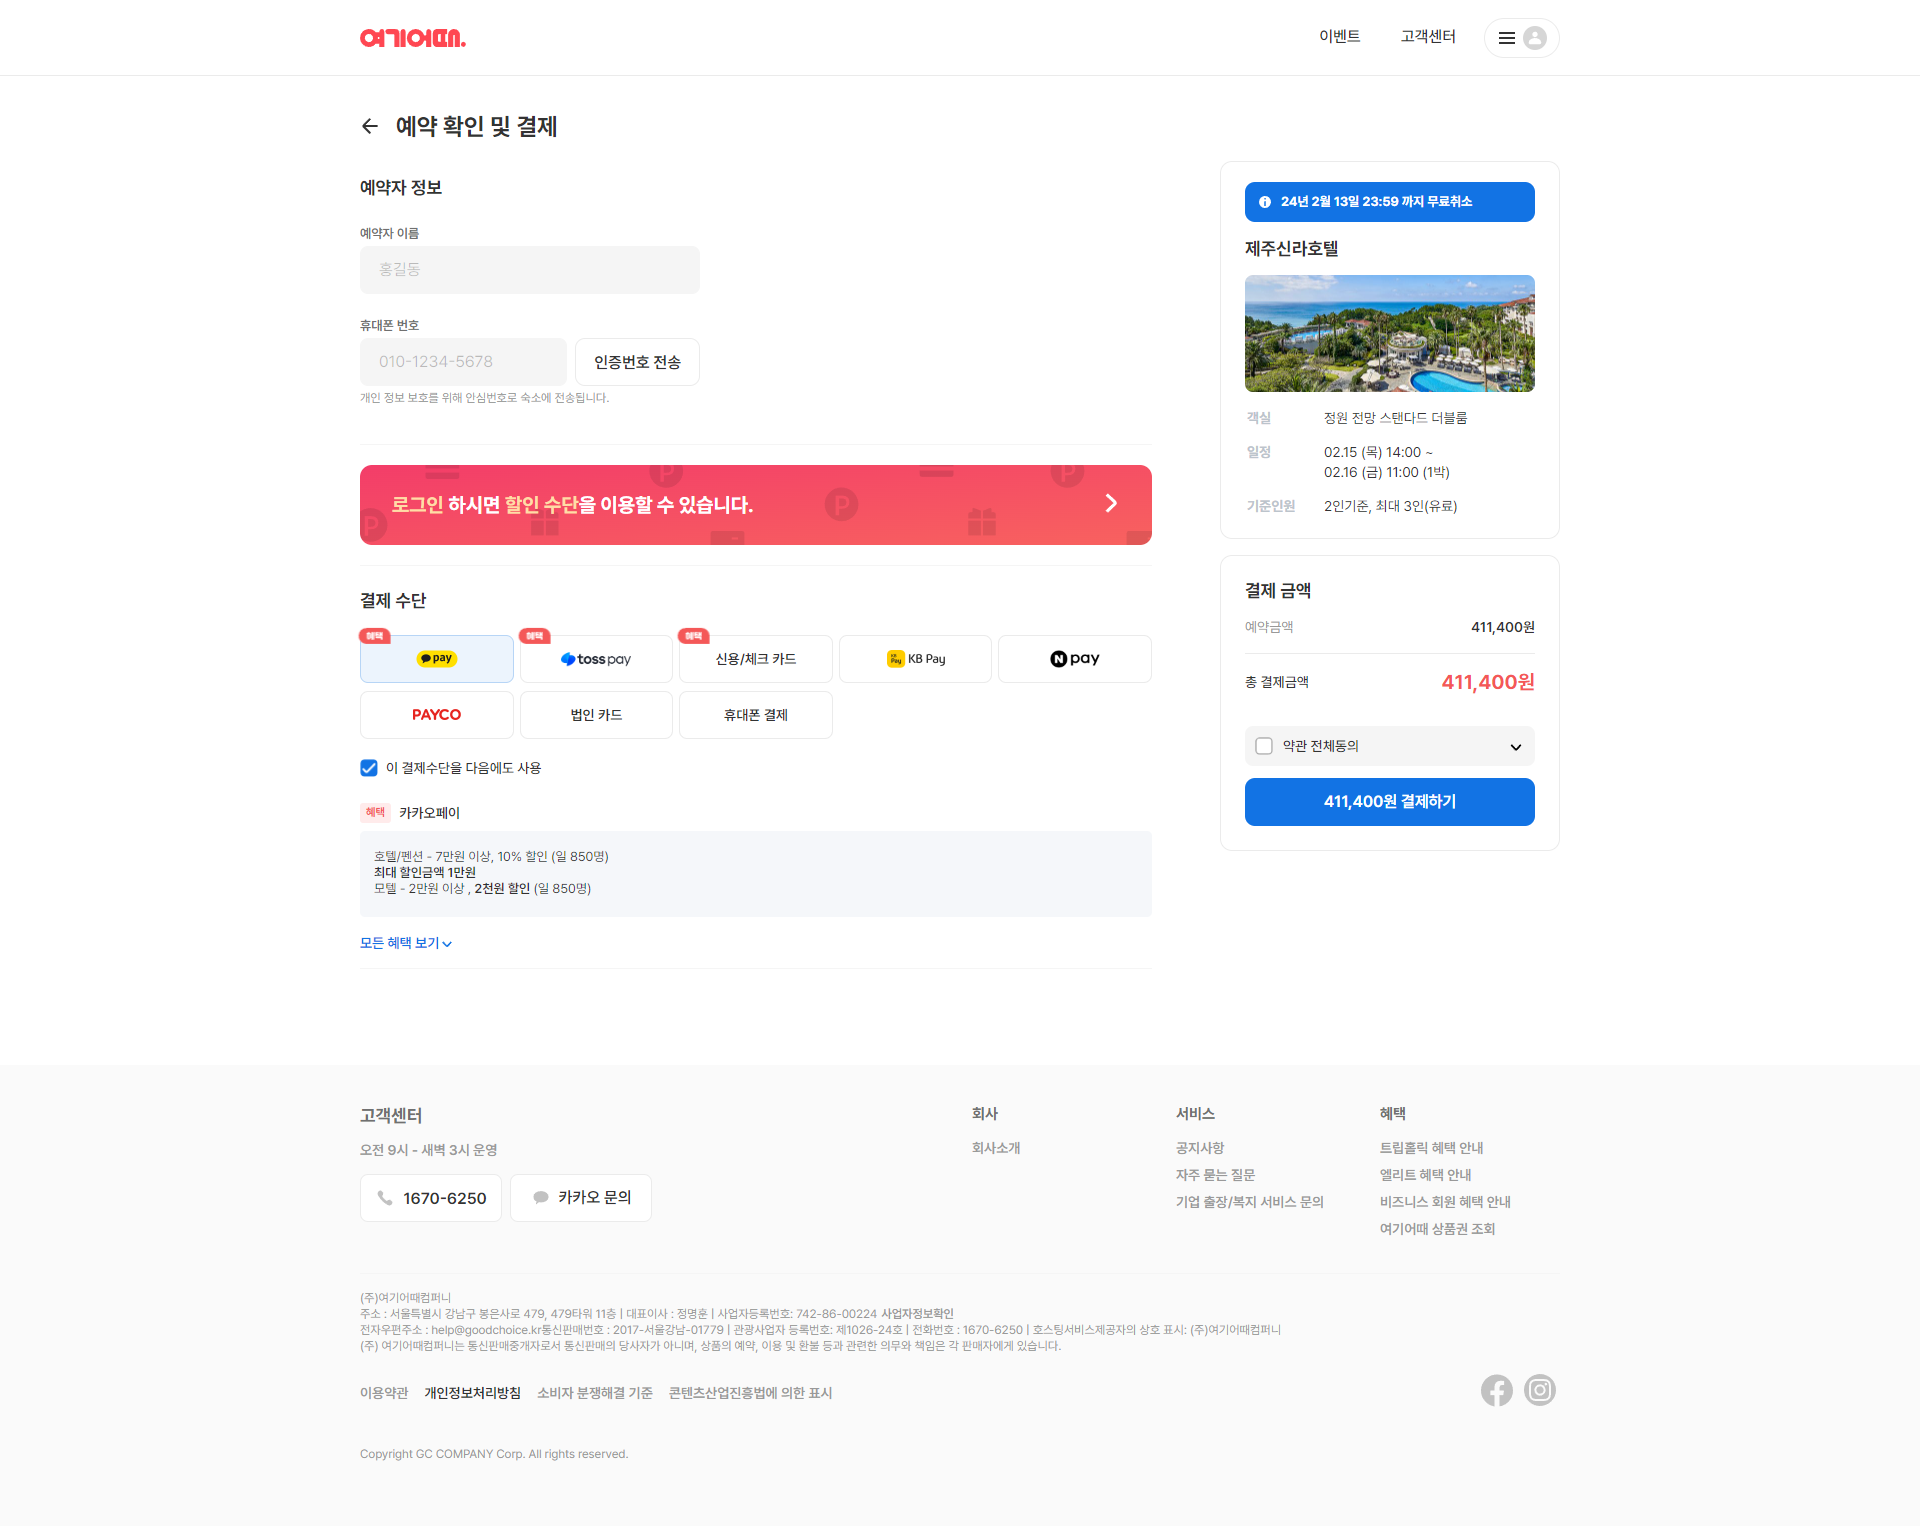 여기어때.
이벤트
고객센터
예약 확인 및 결제
예약자 정보
예약자 이름
홍길동
휴대폰 번호
010-1234-5678
인증번호 전송
개인 정보 보호를 위해 안심번호로 숙소에 전송됩니다.
로그인 하시면 할인 수단을 이용할 수 있습니다.
결제 수단
혜택
pay
혜택
toss pay
혜택
신용/체크 카드
KB Pay
KB Pay
N pay
PAYCO
법인 카드
휴대폰 결제
이 결제수단을 다음에도 사용
혜택 카카오페이
호텔/펜션 - 7만원 이상, 10% 할인 (일 850명)
최대 할인금액 1만원
모텔 - 2만원 이상 , 2천원 할인 (일 850명)
모든 혜택 보기
24년 2월 13일 23:59 까지 무료취소
제주신라호텔
객실 정원 전망 스탠다드 더블룸
일정 02.15 (목) 14:00 ~
02.16 (금) 11:00 (1박)
기준인원 2인기준, 최대 3인(유료)
결제 금액
예약금액 411,400원
총 결제금액 411,400원
약관 전체동의
411,400원 결제하기
고객센터
오전 9시 - 새벽 3시 운영
1670-6250
카카오 문의
회사
회사소개
서비스
공지사항
자주 묻는 질문
기업 출장/복지 서비스 문의
혜택
트립홀릭 혜택 안내
엘리트 혜택 안내
비즈니스 회원 혜택 안내
여기어때 상품권 조회
(주)여기어때컴퍼니
주소 : 서울특별시 강남구 봉은사로 479, 479타워 11층 | 대표이사 : 정명훈 | 사업자등록번호: 742-86-00224 사업자정보확인
전자우편주소 : help@goodchoice.kr통신판매번호 : 2017-서울강남-01779 | 관광사업자 등록번호: 제1026-24호 | 전화번호 : 1670-6250 | 호스팅서비스제공자의 상호 표시: (주)여기어때컴퍼니
(주) 여기어때컴퍼니는 통신판매중개자로서 통신판매의 당사자가 아니며, 상품의 예약, 이용 및 환불 등과 관련한 의무와 책임은 각 판매자에게 있습니다.
이용약관 개인정보처리방침 소비자 분쟁해결 기준 콘텐츠산업진흥법에 의한 표시
Copyright GC COMPANY Corp. All rights reserved.